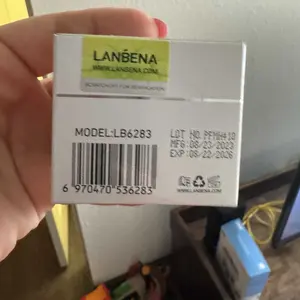 LANBENA
WWW.LANBENA.COM
MODEL:LB6283
LOT NO.
MFG:08/23/2023
EXP:08/22/2026
6 970470 536283
WWW.LANBENA.COM